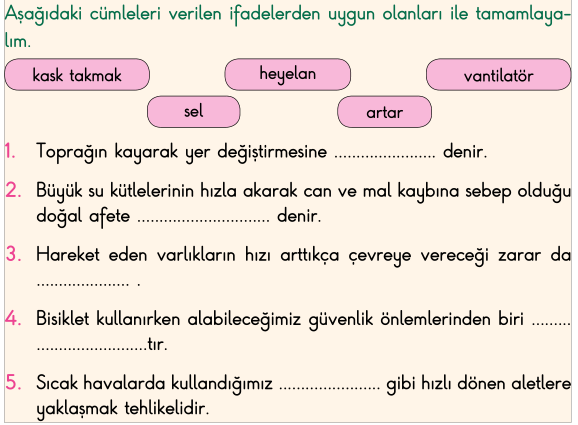 Aşağıdaki cümleleri verilen ifadelerden uygun olanları ile tamamlaya-
lım.
kask takmak
heyelan
vantilatör
sel
artar
1. Toprağın kayarak yer değiştirmesine ....................... denir.
2. Büyük su kütlelerinin hızla akarak can ve mal kaybına sebep olduğu
doğal afete .............................. denir.
3. Hareket eden varlıkların hızı arttıkça çevreye vereceği zarar da
..................... .
4. Bisiklet kullanırken alabileceğimiz güvenlik önlemlerinden biri .........
.........................tır.
5. Sıcak havalarda kullandığımız ....................... gibi hızlı dönen aletlere
yaklaşmak tehlikelidir.